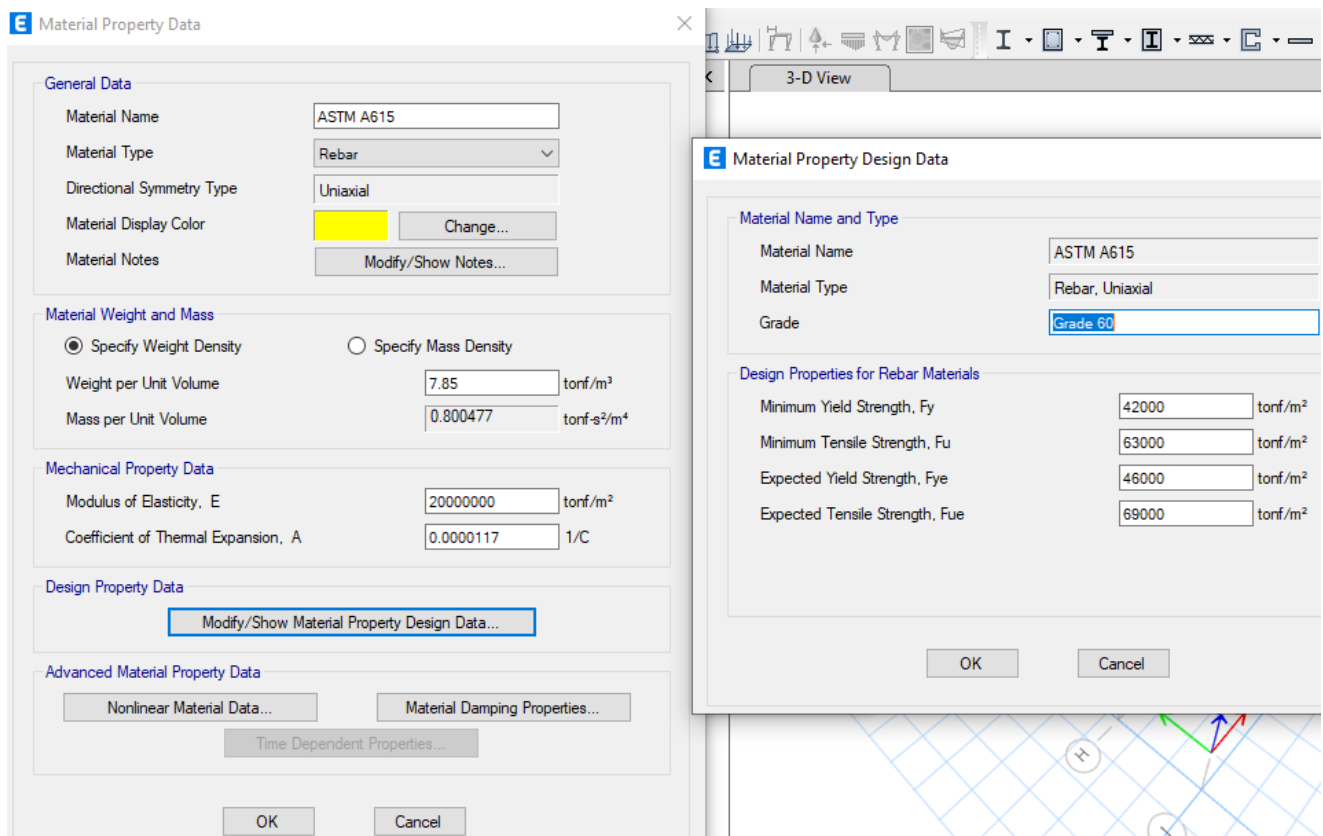 E Material Property Data
General Data
Material Name ASTM A615
Material Type Rebar
Directional Symmetry Type Uniaxial
Material Display Color Change...
Material Notes Modify/Show Notes...
Material Weight and Mass
Specify Weight Density Specify Mass Density
Weight per Unit Volume 7.85 tonf/m³
Mass per Unit Volume 0.800477 tonf-s²/m⁴
Mechanical Property Data
Modulus of Elasticity, E 20000000 tonf/m²
Coefficient of Thermal Expansion, A 0.0000117 1/C
Design Property Data
Modify/Show Material Property Design Data...
Advanced Material Property Data
Nonlinear Material Data... Material Damping Properties...
Time Dependent Properties...
OK Cancel
3-D View
E Material Property Design Data
Material Name and Type
Material Name ASTM A615
Material Type Rebar, Uniaxial
Grade Grade 60
Design Properties for Rebar Materials
Minimum Yield Strength, Fy 42000 tonf/m²
Minimum Tensile Strength, Fu 63000 tonf/m²
Expected Yield Strength, Fye 46000 tonf/m²
Expected Tensile Strength, Fue 69000 tonf/m²
OK Cancel
H